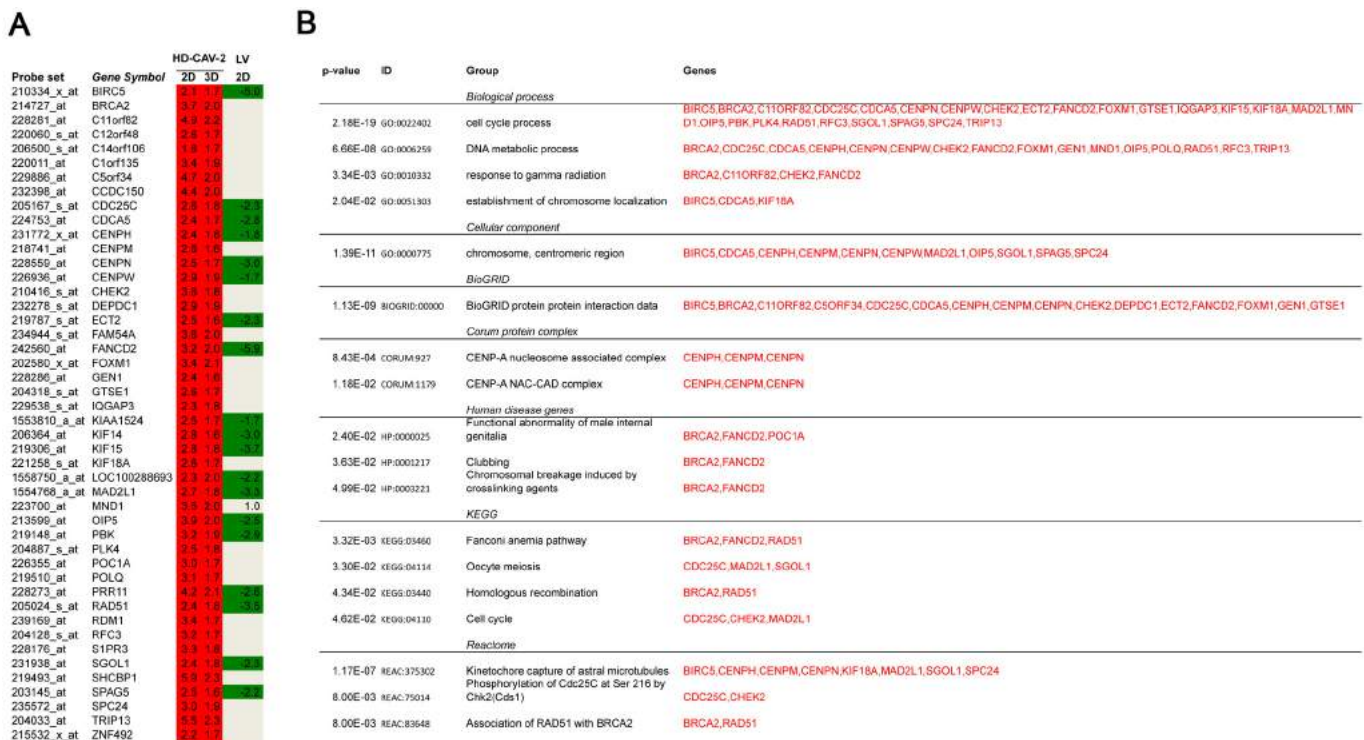 A
HD-CAV-2 LV
Probe set Gene Symbol 2D 3D 2D
210334_x_at BIRC5 2.1 1.7 -5.0
214727_at BRCA2 3.7 2.0
228281_at C11orf82 4.9 2.2
220060_s_at C12orf48 2.6 1.7
206500_s_at C14orf106 1.8 1.7
220011_at C1orf135 3.4 1.9
229886_at C5orf34 4.7 2.0
232398_at CCDC150 4.4 2.0
205167_s_at CDC25C 2.8 1.8 -2.3
224753_at CDCA5 2.4 1.7 -2.8
231772_x_at CENPH 2.4 1.8 -1.8
218741_at CENPM 2.8 1.8
228559_at CENPN 2.5 1.7 -3.0
226936_at CENPW 2.9 1.9 -1.7
210416_s_at CHEK2 3.6 1.8
232278_s_at DEPDC1 2.9 1.9
219787_s_at ECT2 2.5 1.6 -2.3
234944_s_at FAM54A 3.6 2.0
242560_at FANCD2 3.2 2.0 -5.9
202580_x_at FOXM1 3.4 2.1
228286_at GEN1 2.4 1.6
204318_s_at GTSE1 2.6 1.7
229538_s_at IQGAP3 2.3 1.8
1553810_a_at KIAA1524 2.5 1.7 -1.7
206364_at KIF14 2.8 1.6 -3.0
219306_at KIF15 2.8 1.8 -3.7
221258_s_at KIF18A 2.6 1.7
1558750_a_at LOC100288693 2.3 2.0 -2.2
1554768_a_at MAD2L1 2.7 1.8 -3.3
223700_at MND1 3.5 2.0 1.0
213599_at OIP5 3.9 2.0 -2.6
219148_at PBK 3.2 1.9 -2.9
204887_s_at PLK4 2.5 1.8
226355_at POC1A 3.0 1.7
219510_at POLQ 3.1 1.7
228273_at PRR11 4.2 2.1 -2.8
205024_s_at RAD51 2.4 1.8 -3.5
239169_at RDM1 3.4 1.7
204128_s_at RFC3 3.2 1.7
228176_at S1PR3 3.3 1.8
231938_at SGOL1 2.4 1.8 -2.5
219493_at SHCBP1 5.9 2.3
203145_at SPAG5 2.5 1.6 -2.2
235572_at SPC24 3.0 1.9
204033_at TRIP13 5.5 2.3
215532_x_at ZNF492 2.2 1.7
B
p-value ID Group Genes
Biological process
2.18E-19 GO:0022402 cell cycle process BIRC5,BRCA2,C11ORF82,CDC25C,CDCA5,CENPN,CENPW,CHEK2,ECT2,FANCD2,FOXM1,GTSE1,IQGAP3,KIF15,KIF18A,MAD2L1,MN
D1,OIP5,PBK,PLK4,RAD51,RFC3,SGOL1,SPAG5,SPC24,TRIP13
6.66E-08 GO:0006259 DNA metabolic process BRCA2,CDC25C,CDCA5,CENPH,CENPN,CENPW,CHEK2,FANCD2,FOXM1,GEN1,MND1,OIP5,POLQ,RAD51,RFC3,TRIP13
3.34E-03 GO:0010332 response to gamma radiation BRCA2,C11ORF82,CHEK2,FANCD2
2.04E-02 GO:0051303 establishment of chromosome localization BIRC5,CDCA5,KIF18A
Cellular component
1.39E-11 GO:0000775 chromosome, centromeric region BIRC5,CDCA5,CENPH,CENPM,CENPN,CENPW,MAD2L1,OIP5,SGOL1,SPAG5,SPC24
BioGRID
1.13E-09 BIOGRID:00000 BioGRID protein protein interaction data BIRC5,BRCA2,C11ORF82,C5ORF34,CDC25C,CDCA5,CENPH,CENPM,CENPN,CHEK2,DEPDC1,ECT2,FANCD2,FOXM1,GEN1,GTSE1
Corum protein complex
8.43E-04 CORUM:927 CENP-A nucleosome associated complex CENPH,CENPM,CENPN
1.18E-02 CORUM:1179 CENP-A NAC-CAD complex CENPH,CENPM,CENPN
Human disease genes
Functional abnormality of male internal
2.40E-02 HP:0000025 genitalia BRCA2,FANCD2,POC1A
3.63E-02 HP:0001217 Clubbing BRCA2,FANCD2
Chromosomal breakage induced by
4.99E-02 HP:0003221 crosslinking agents BRCA2,FANCD2
KEGG
3.32E-03 KEGG:03460 Fanconi anemia pathway BRCA2,FANCD2,RAD51
3.30E-02 KEGG:04114 Oocyte meiosis CDC25C,MAD2L1,SGOL1
4.34E-02 KEGG:03440 Homologous recombination BRCA2,RAD51
4.62E-02 KEGG:04110 Cell cycle CDC25C,CHEK2,MAD2L1
Reactome
1.17E-07 REAC:375302 Kinetochore capture of astral microtubules BIRC5,CENPH,CENPM,CENPN,KIF18A,MAD2L1,SGOL1,SPC24
Phosphorylation of Cdc25C at Ser 216 by
8.00E-03 REAC:75014 Chk2(Cds1) CDC25C,CHEK2
8.00E-03 REAC:83648 Association of RAD51 with BRCA2 BRCA2,RAD51